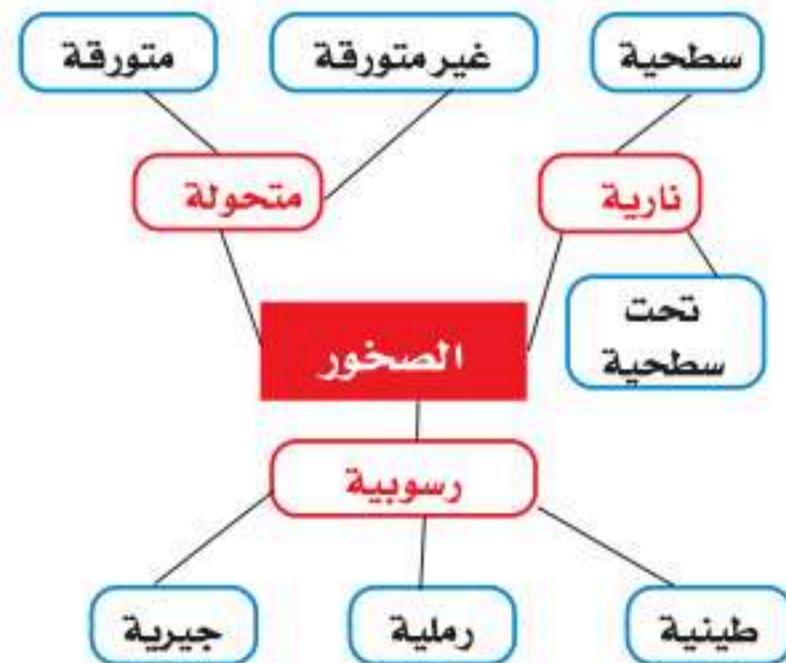 سطحية
غير متورقة
متورقة
نارية
متحولة
تحت
سطحية
الصخور
رسوبية
طينية
رملية
جيرية